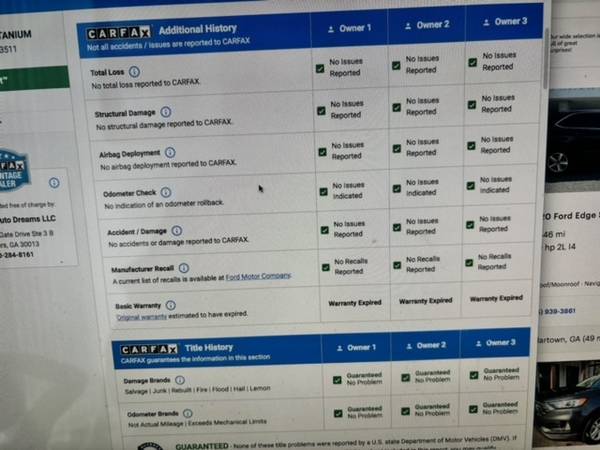 TANIUM
3511
CARFAX Additional History
Not all accidents / issues are reported to CARFAX
Owner 1
Owner 2
Owner 3
Total Loss
No total loss reported to CARFAX.
No Issues Reported
No Issues Reported
No Issues Reported
Structural Damage
No structural damage reported to CARFAX.
No Issues Reported
No Issues Reported
No Issues Reported
Airbag Deployment
No airbag deployment reported to CARFAX.
No Issues Reported
No Issues Reported
No Issues Reported
Odometer Check
No indication of an odometer rollback.
No Issues Indicated
No Issues Indicated
No Issues Indicated
Accident / Damage
No accidents or damage reported to CARFAX.
No Issues Reported
No Issues Reported
No Issues Reported
Manufacturer Recall
A current list of recalls is available at Ford Motor Company.
No Recalls Reported
No Recalls Reported
No Recalls Reported
Basic Warranty
Original warranty estimated to have expired.
Warranty Expired
Warranty Expired
Warranty Expired
CARFAX Title History
CARFAX guarantees the information in this section
Owner 1
Owner 2
Owner 3
Damage Brands
Salvage | Junk | Rebuilt | Fire | Flood | Hail | Lemon
Guaranteed No Problem
Guaranteed No Problem
Guaranteed No Problem
Odometer Brands
Not Actual Mileage | Exceeds Mechanical Limits
Guaranteed No Problem
Guaranteed No Problem
Guaranteed No Problem
GUARANTEED - None of these title problems were reported by a U.S. state Department of Motor Vehicles (DMV). If
FAX
NTAGE
ALER
ded free of charge by:
uto Dreams LLC
Gate Drive Ste 3 B
rs, GA 30013
-284-8161
ur wide selection is
ll of great
urprises!
0 Ford Edge
46 mi
hp 2L I4
oof/Moonroof · Navig
) 939-3861
artown, GA (49 m